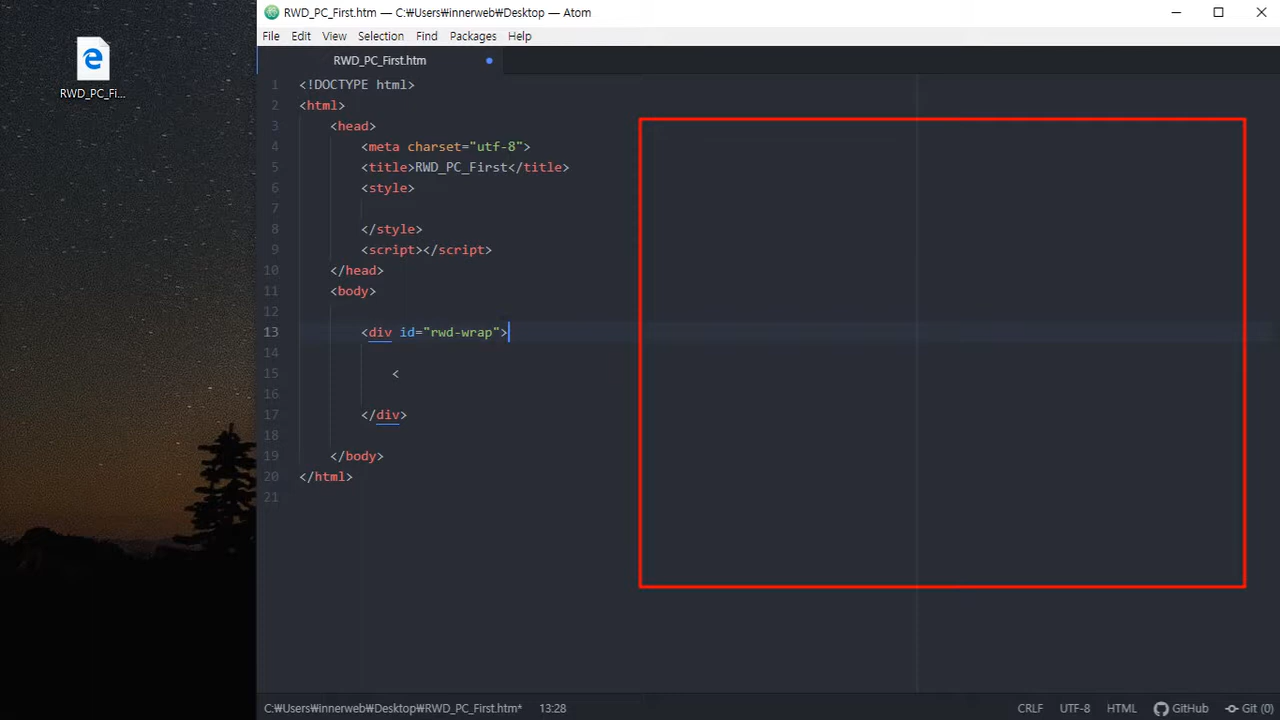 RWD_PC_Fi...
RWD_PC_First.htm — C:₩Users₩innerweb₩Desktop — Atom
File Edit View Selection Find Packages Help
RWD_PC_First.htm
1 <!DOCTYPE html>
2 <html>
3 <head>
4 <meta charset="utf-8">
5 <title>RWD_PC_First</title>
6 <style>
7
8 </style>
9 <script></script>
10 </head>
11 <body>
12
13 <div id="rwd-wrap">
14
15 <
16
17 </div>
18
19 </body>
20 </html>
21
C:₩Users₩innerweb₩Desktop₩RWD_PC_First.htm* 13:28 CRLF UTF-8 HTML GitHub Git (0)